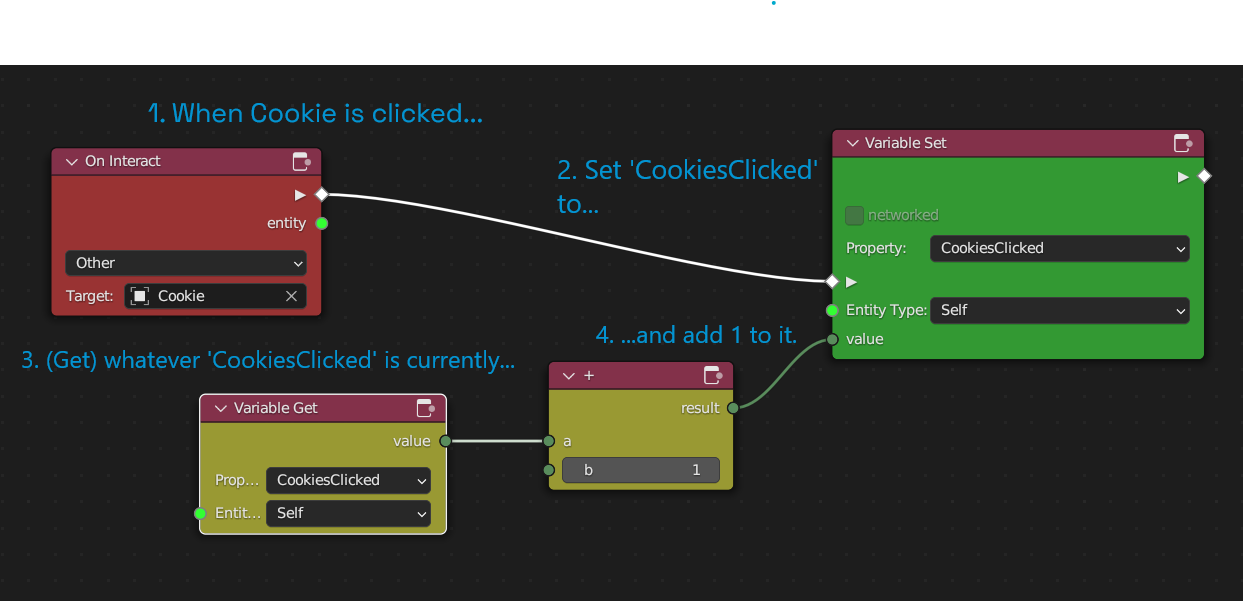 1. When Cookie is clicked...
On Interact
entity
Other
Target: Cookie
2. Set 'CookiesClicked'
to...
Variable Set
networked
Property: CookiesClicked
Entity Type: Self
value
3. (Get) whatever 'CookiesClicked' is currently...
Variable Get
value
Prop... CookiesClicked
Entit... Self
4. ...and add 1 to it.
+
result
a
b 1